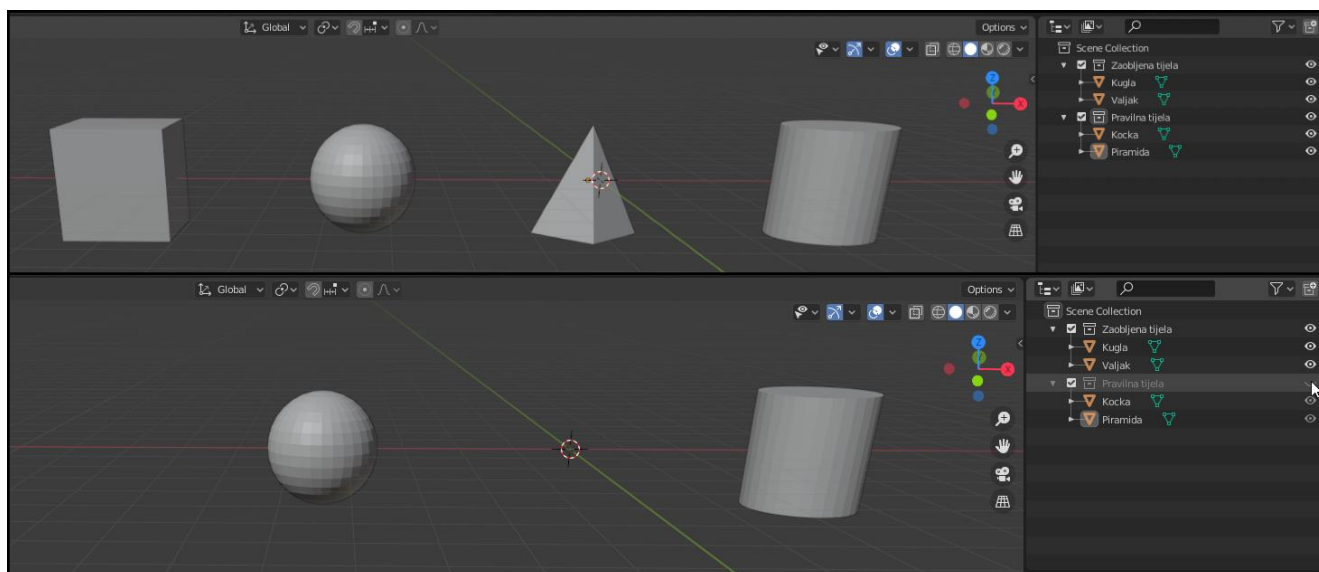 Global
Options
Scene Collection
Zaobljena tijela
Kugla
Valjak
Pravilna tijela
Kocka
Piramida
Z
X
Global
Options
Scene Collection
Zaobljena tijela
Kugla
Valjak
Pravilna tijela
Kocka
Piramida
Z
X